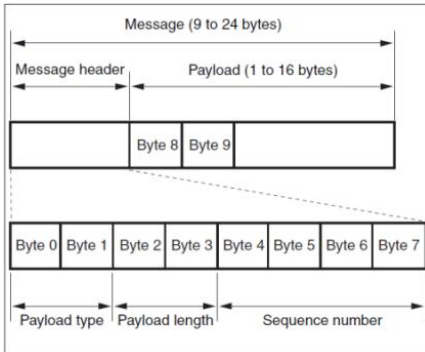 Message (9 to 24 bytes)
Message header Payload (1 to 16 bytes)
Byte 8 Byte 9
Byte 0 Byte 1 Byte 2 Byte 3 Byte 4 Byte 5 Byte 6 Byte 7
Payload type Payload length Sequence number